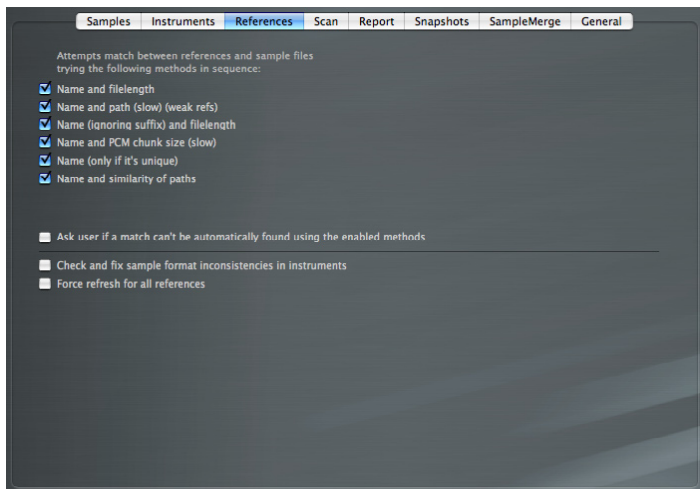 Samples Instruments References Scan Report Snapshots SampleMerge General
Attempts match between references and sample files
trying the following methods in sequence:
Name and filelength
Name and path (slow) (weak refs)
Name (ignoring suffix) and filelength
Name and PCM chunk size (slow)
Name (only if it's unique)
Name and similarity of paths
Ask user if a match can't be automatically found using the enabled methods
Check and fix sample format inconsistencies in instruments
Force refresh for all references